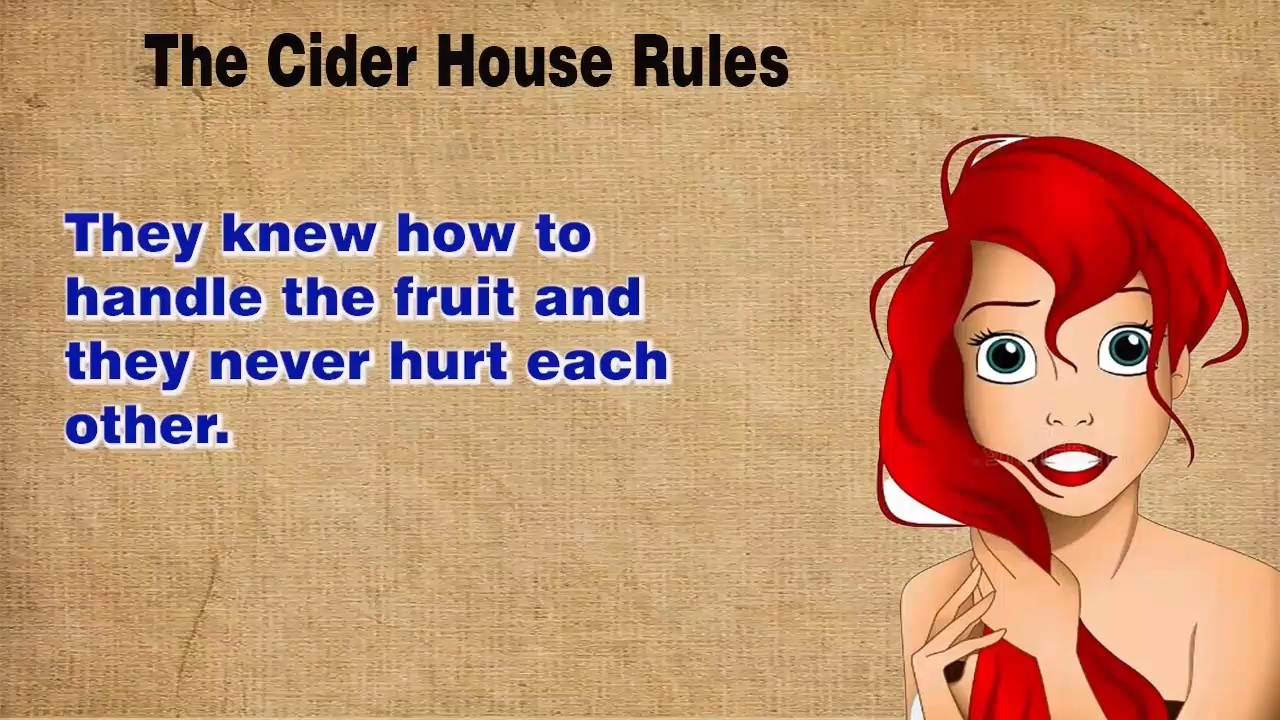 The Cider House Rules
They knew how to
handle the fruit and
they never hurt each
other.